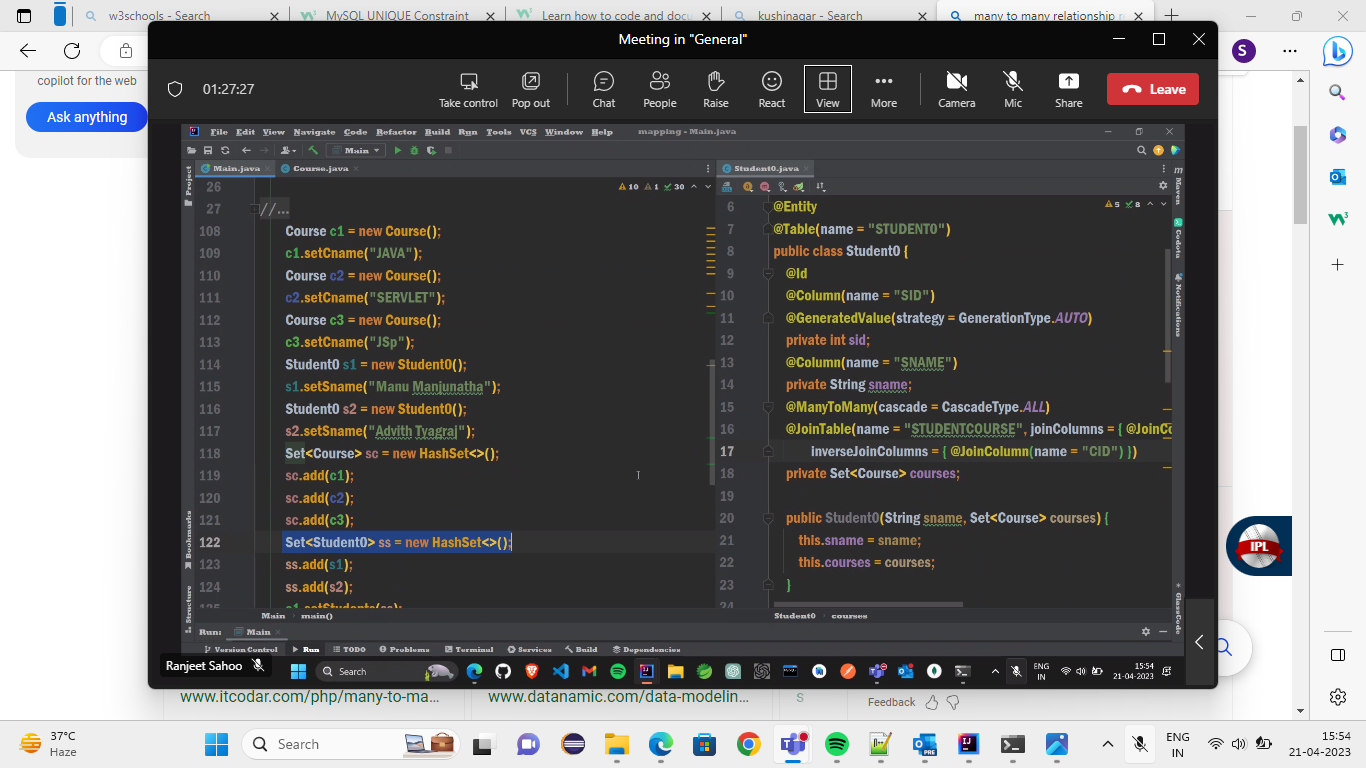 w3schools - Search
MySQL UNIQUE Constraint
Learn how to code and docu
kushinagar - Search
many to many relationship r
copilot for the web
Ask anything
S
Meeting in "General"
01:27:27
Take control
Pop out
Chat
People
Raise
React
View
More
Camera
Mic
Share
Leave
File Edit View Navigate Code Refactor Build Run Tools VCS Window Help
mapping - Main.java
Main
Project
Main.java
Course.java
Student0.java
10 1 30
9 8
26
27 //...
108 Course c1 = new Course();
109 c1.setCname("JAVA");
110 Course c2 = new Course();
111 c2.setCname("SERVLET");
112 Course c3 = new Course();
113 c3.setCname("JSp");
114 Student0 s1 = new Student0();
115 s1.setSname("Manu Manjunatha");
116 Student0 s2 = new Student0();
117 s2.setSname("Advith Tyagraj");
118 Set<Course> sc = new HashSet<>();
119 sc.add(c1);
120 sc.add(c2);
121 sc.add(c3);
122 Set<Student0> ss = new HashSet<>();
123 ss.add(s1);
124 ss.add(s2);
6 @Entity
7 @Table(name = "STUDENT0")
8 public class Student0 {
9 @Id
10 @Column(name = "SID")
11 @GeneratedValue(strategy = GenerationType.AUTO)
12 private int sid;
13 @Column(name = "SNAME")
14 private String sname;
15 @ManyToMany(cascade = CascadeType.ALL)
16 @JoinTable(name = "STUDENTCOURSE", joinColumns = { @JoinCo
17 inverseJoinColumns = { @JoinColumn(name = "CID") })
18 private Set<Course> courses;
19
20 public Student0(String sname, Set<Course> courses) {
21 this.sname = sname;
22 this.courses = courses;
23 }
24
Maven
Codota
Notifications
GlassCode
Bookmarks
Structure
Main
main()
Student0
courses
Run: Main
Version Control
Run
TODO
Problems
Terminal
Services
Build
Dependencies
Ranjeet Sahoo
Search
ENG
IN
15:54
21-04-2023
IPL
www.itcodar.com/php/many-to-ma...
www.datanamic.com/data-modelin...
s
Feedback
37°C
Haze
Search
PRE
ENG
IN
15:54
21-04-2023